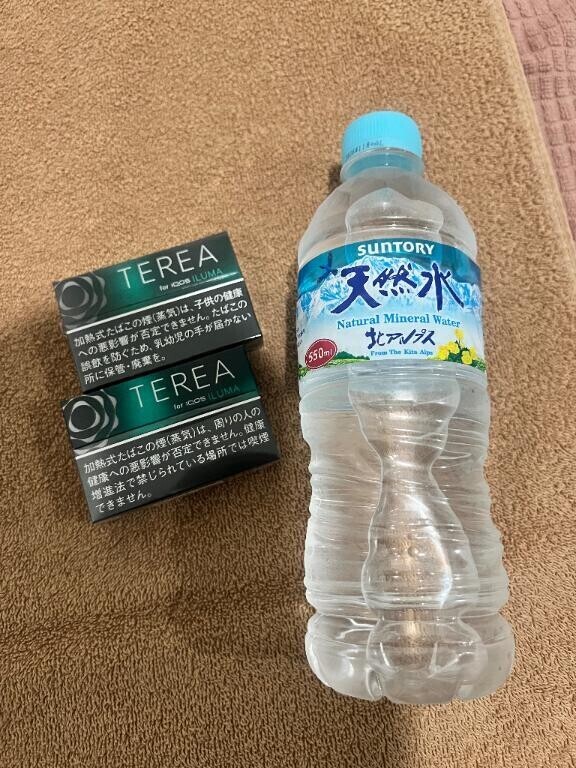 TEREA
for IQOS ILUMA
加熱式たばこの煙(蒸気)は、子供の健康
への悪影響が否定できません。たばこの
誤飲を防ぐため、乳幼児の手が届かない
所に保管・廃棄を。
TEREA
for IQOS ILUMA
加熱式たばこの煙(蒸気)は、周りの人の
健康への悪影響が否定できません。健康
増進法で禁じられている場所では喫煙
できません。
SUNTORY
天然水
Natural Mineral Water
北アルプス
550ml
From The Kita Alps